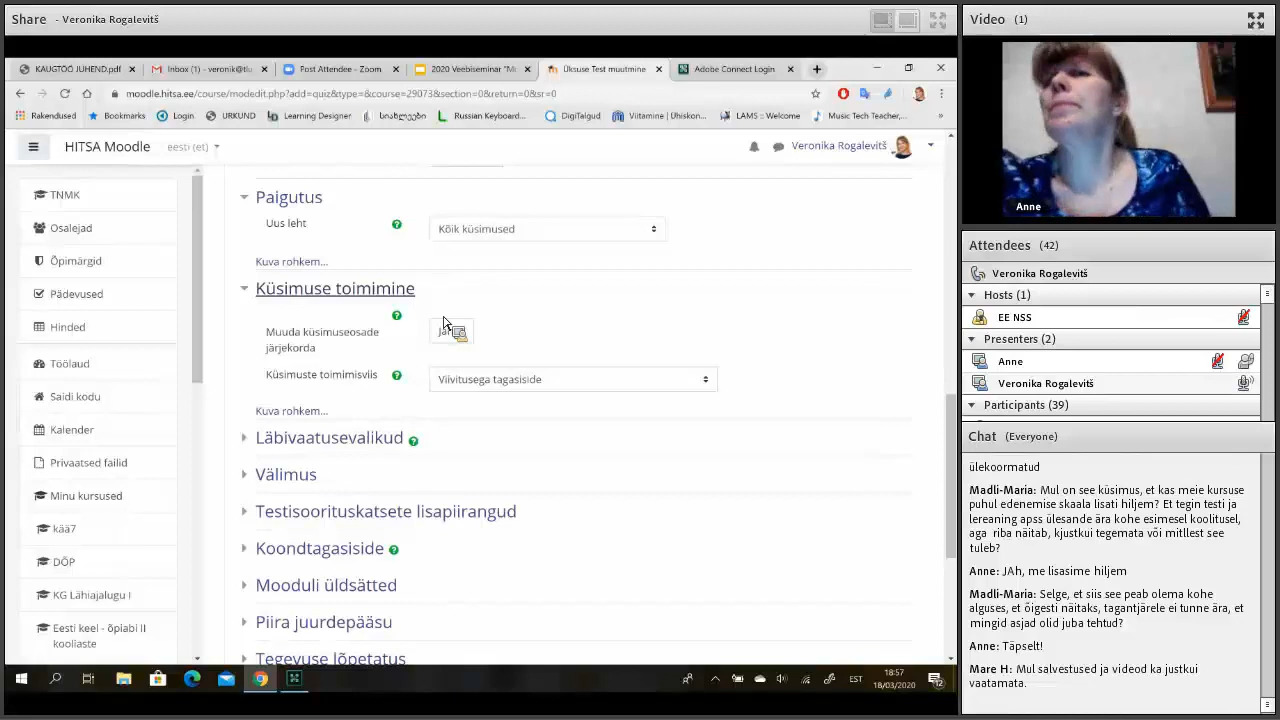 Share - Veronika Rogalevitš
KAUGTÖÖ JUHEND.pdf
Inbox (1) - veronik@tlu
Post Attendee - Zoom
2020 Veebiseminar "M
Üksuse Test muutmine
Adobe Connect Login
moodle.hitsa.ee/course/modedit.php?add=quiz&type=&course=29073&section=0&return=0&sr=0
Rakendused
Bookmarks
Login
URKUND
Learning Designer
სახელები
Russian Keyboard...
DigiTalgud
Viitamine | Ühiskon...
LAMS :: Welcome
Music Tech Teacher,...
HITSA Moodle
eesti (et)
Veronika Rogalevitš
TNMK
Osalejad
Õpimärgid
Pädevused
Hinded
Töölaud
Saidi kodu
Kalender
Privaatsed failid
Minu kursused
kää7
DÕP
KG Lähiajalugu I
Eesti keel - õpiabi II
kooliaste
Paigutus
Uus leht
Kõik küsimused
Kuva rohkem...
Küsimuse toimimine
Muuda küsimuseosade
järjekorda
Küsimuste toimimisviis
Viivitusega tagasiside
Kuva rohkem...
Läbivaatusevalikud
Välimus
Testisoorituskatsete lisapiirangud
Koondtagasiside
Mooduli üldsätted
Piira juurdepääsu
Tegevuse lõpetatus
EST
18:57
18/03/2020
12
Video (1)
Anne
Attendees (42)
Veronika Rogalevitš
Hosts (1)
EE NSS
Presenters (2)
Anne
Veronika Rogalevitš
Participants (39)
Chat (Everyone)
ülekoormatud
Madli-Maria: Mul on see küsimus, et kas meie kursuse
puhul edenemise skaala lisati hiljem? Et tegin testi ja
lereaning apss ülesande ära kohe esimesel koolitusel,
aga riba näitab, kjustkui tegemata või mitllest see
tuleb?
Anne: JAh, me lisasime hiljem
Madli-Maria: Selge, et siis see peab olema kohe
alguses, et õigesti näitaks, tagantjärele ei tunne ära, et
mingid asjad olid juba tehtud?
Anne: Täpselt!
Mare H: Mul salvestused ja videod ka justkui
vaatamata.